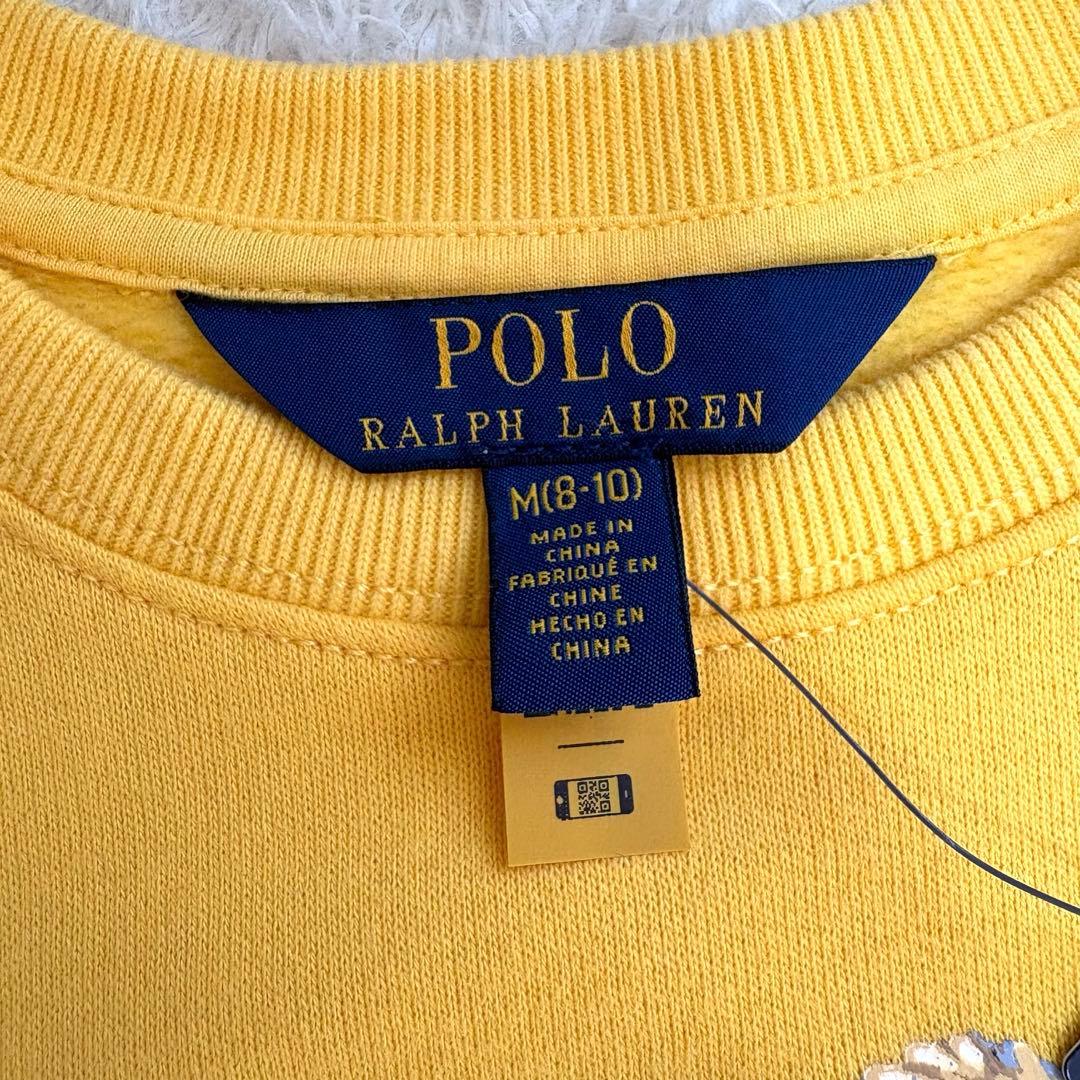 POLO
RALPH LAUREN
M(8-10)
MADE IN
CHINA
FABRIQUÉ EN
CHINE
HECHO EN
CHINA